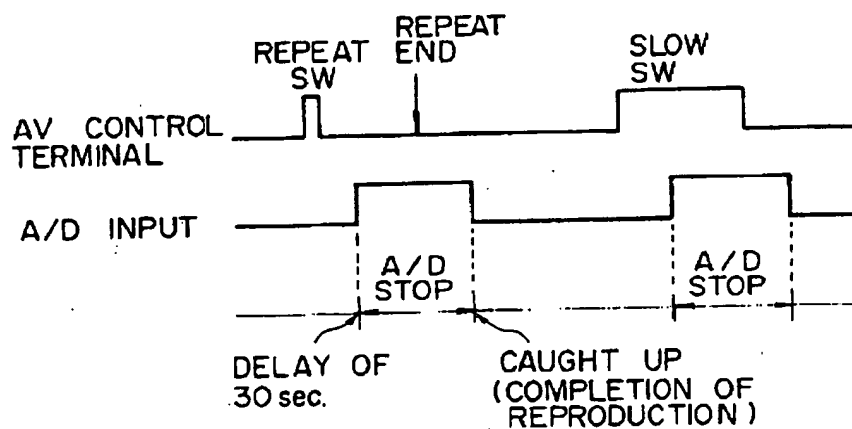 REPEAT
SW
REPEAT
END
SLOW
SW
AV CONTROL
TERMINAL
A/D INPUT
A/D
STOP
A/D
STOP
DELAY OF
30 sec.
CAUGHT UP
(COMPLETION OF
REPRODUCTION)